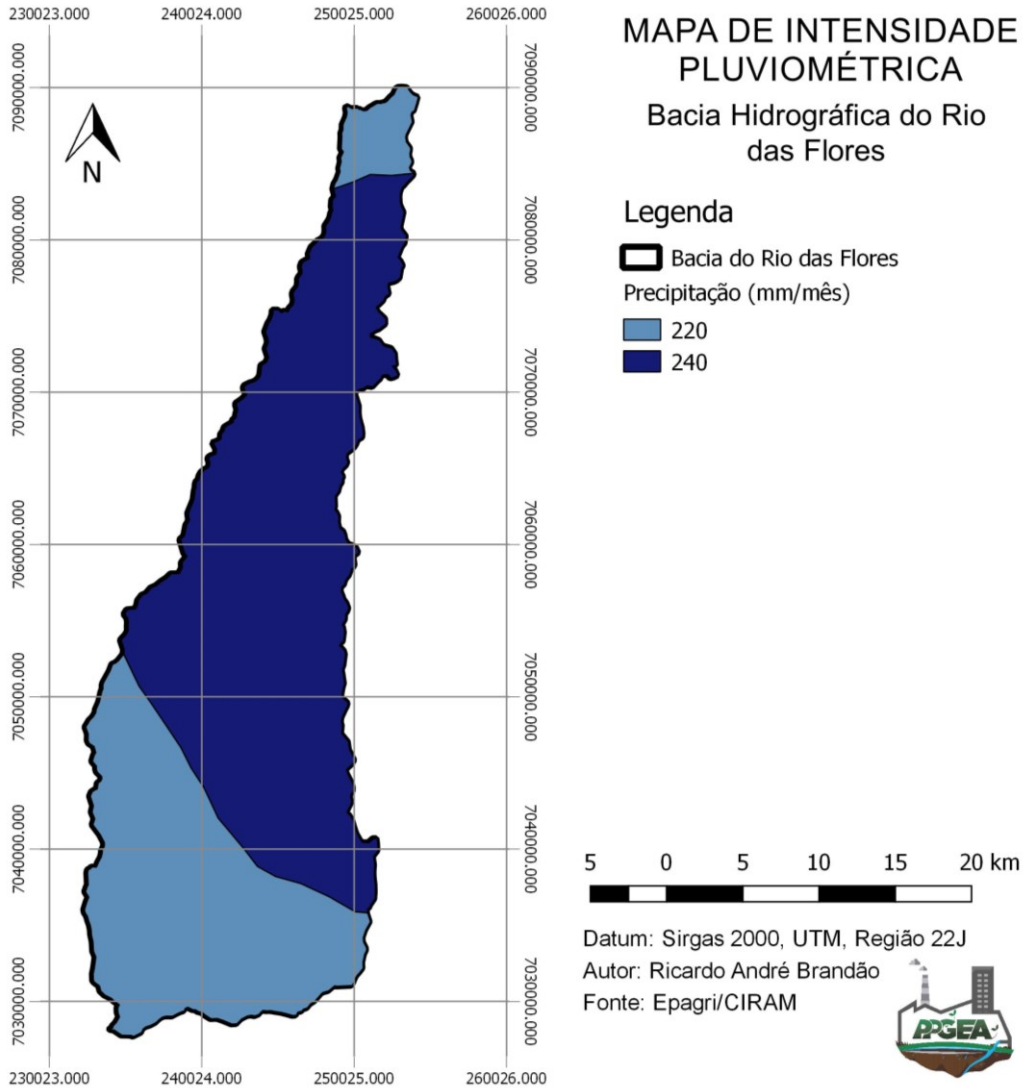 230023.000 240024.000 250025.000 260026.000
MAPA DE INTENSIDADE
PLUVIOMÉTRICA
Bacia Hidrográfica do Rio
das Flores
Legenda
Bacia do Rio das Flores
Precipitação (mm/mês)
220
240
N
7090000.000 7090000.000
7080000.000 7080000.000
7070000.000 7070000.000
7060000.000 7060000.000
7050000.000 7050000.000
7040000.000 7040000.000
7030000.000 7030000.000
5 0 5 10 15 20 km
Datum: Sirgas 2000, UTM, Região 22J
Autor: Ricardo André Brandão
Fonte: Epagri/CIRAM
PPGEA
230023.000 240024.000 250025.000 260026.000